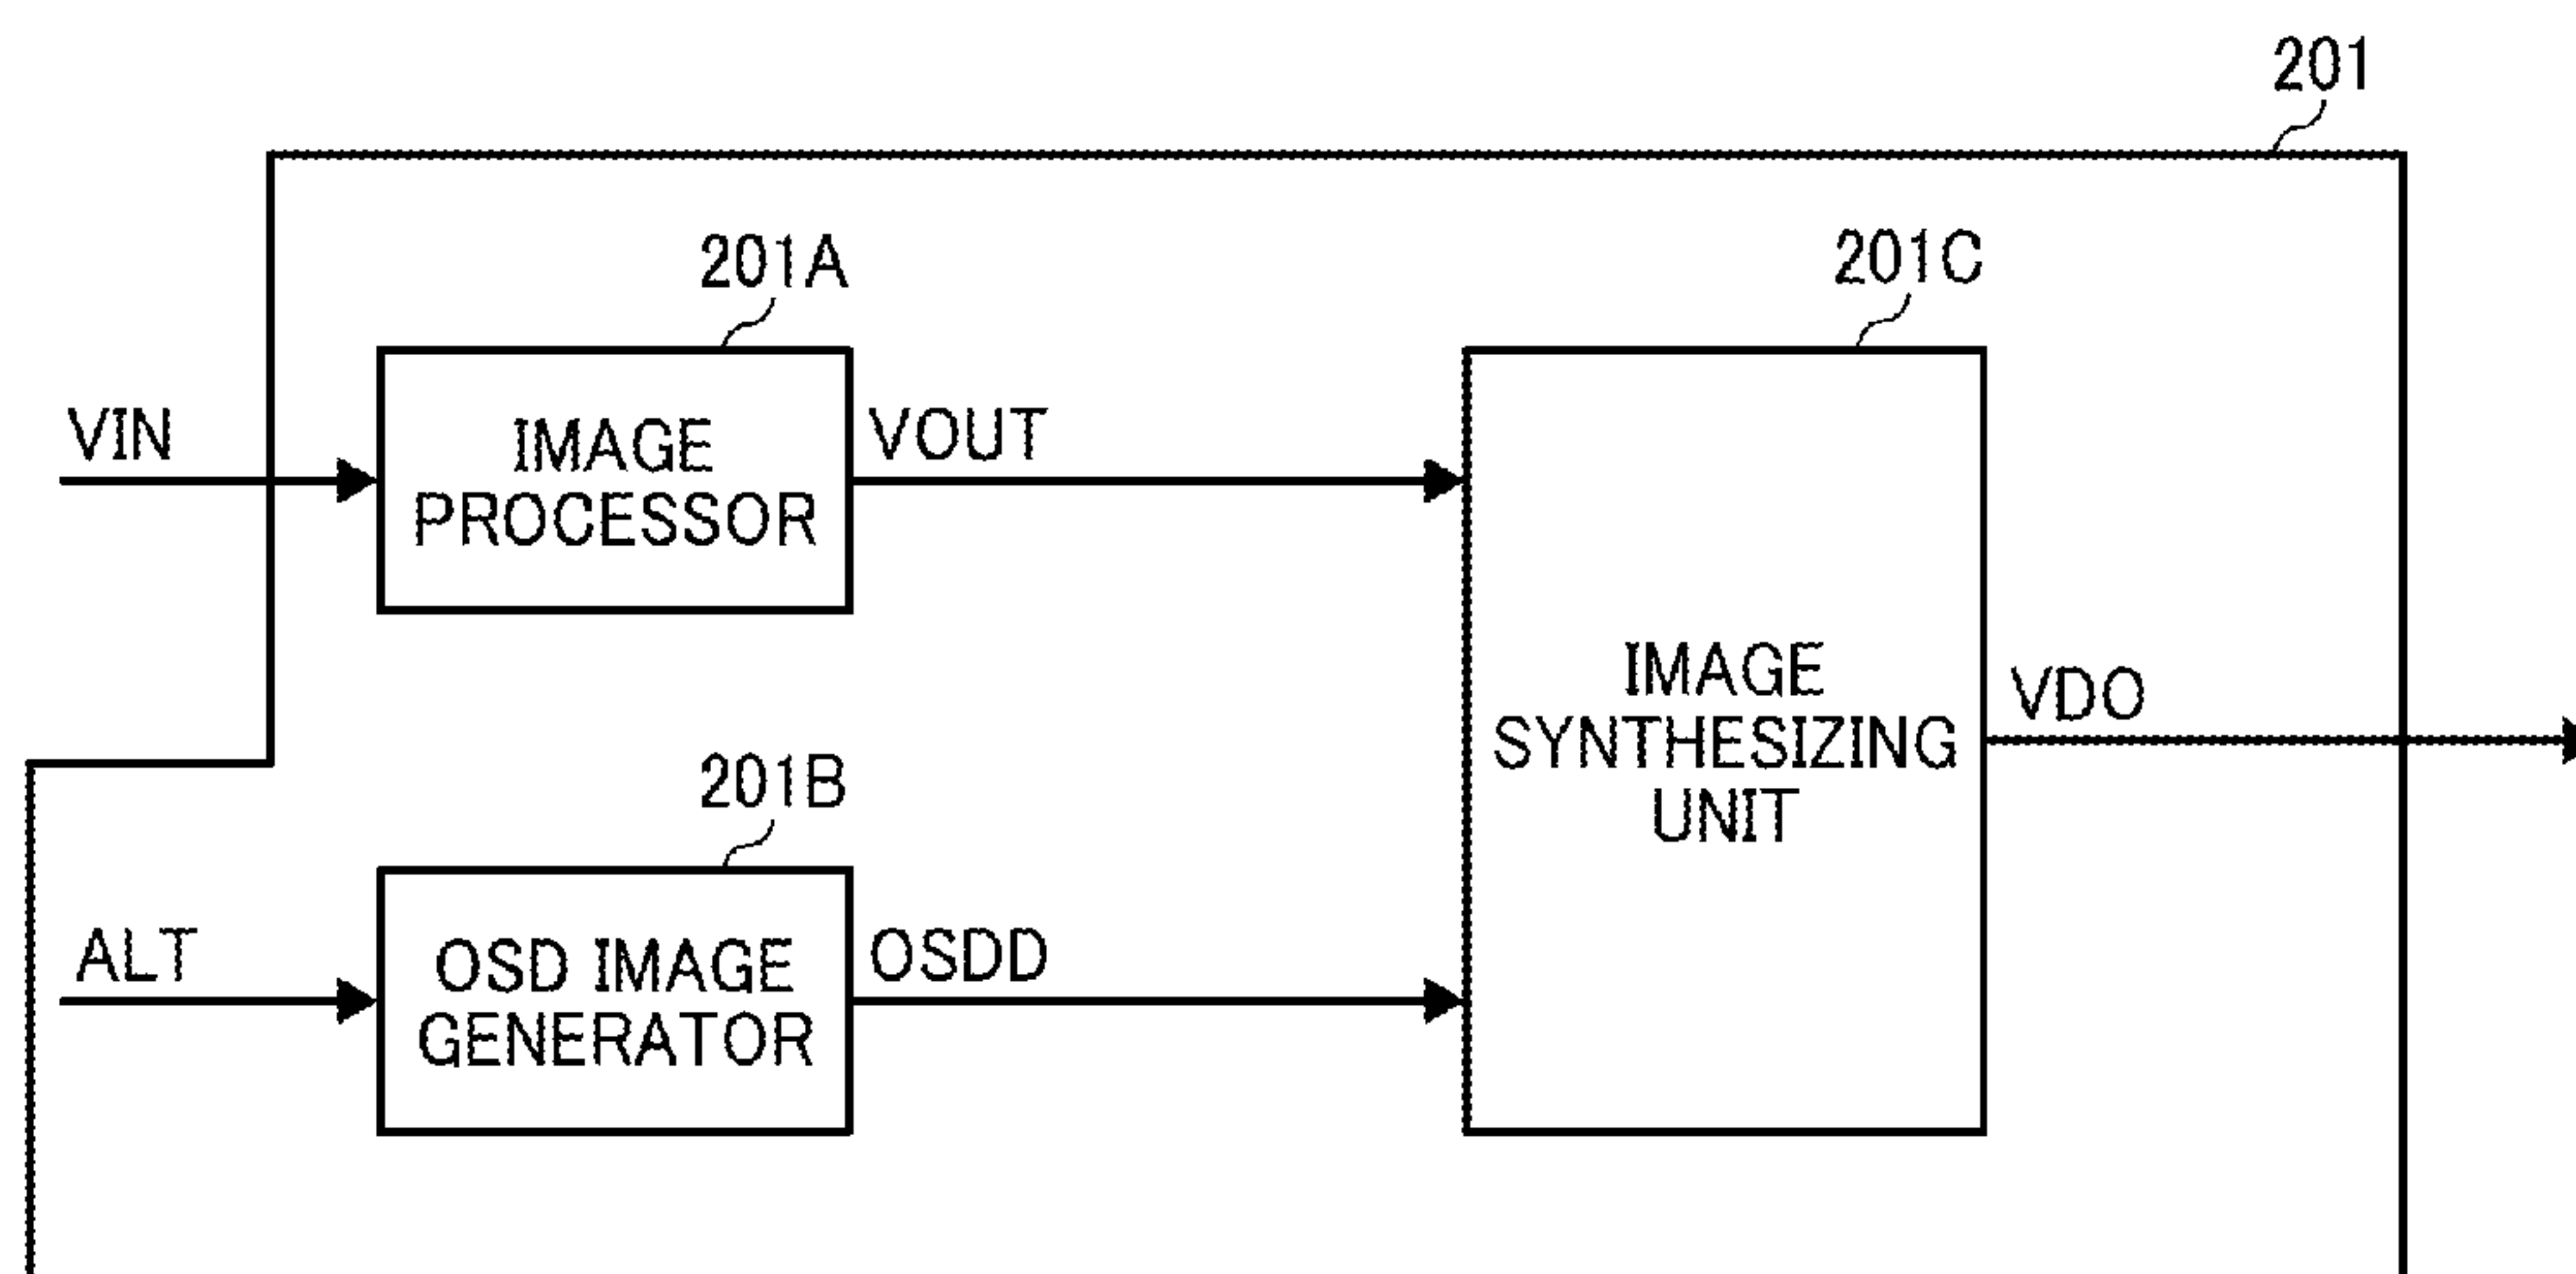 201
201A
201C
VIN
IMAGE
PROCESSOR
VOUT
IMAGE
SYNTHESIZING
UNIT
VDO
201B
ALT
OSD IMAGE
GENERATOR
OSDD